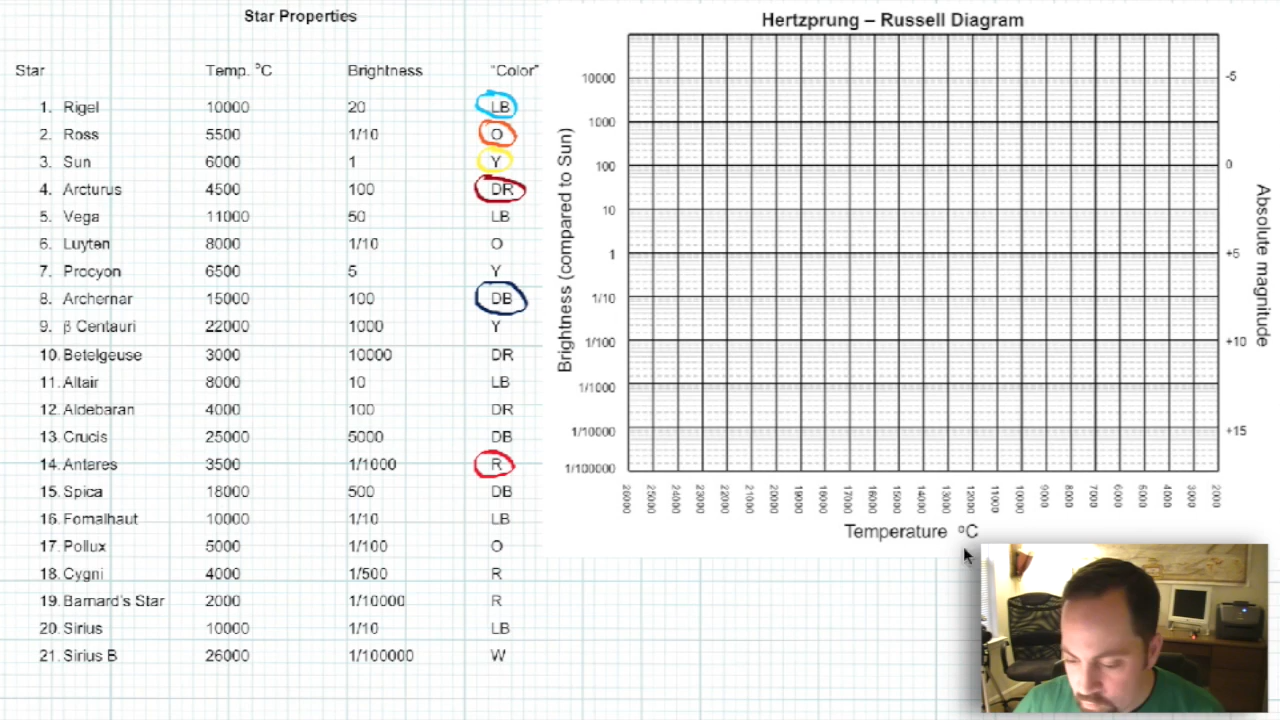 Star Properties
Star Temp. °C Brightness "Color"
1. Rigel 10000 20 LB
2. Ross 5500 1/10 O
3. Sun 6000 1 Y
4. Arcturus 4500 100 DR
5. Vega 11000 50 LB
6. Luyten 8000 1/10 O
7. Procyon 6500 5 Y
8. Archernar 15000 100 DB
9. β Centauri 22000 1000 Y
10. Betelgeuse 3000 10000 DR
11. Altair 8000 10 LB
12. Aldebaran 4000 100 DR
13. Crucis 25000 5000 DB
14. Antares 3500 1/1000 R
15. Spica 18000 500 DB
16. Fomalhaut 10000 1/10 LB
17. Pollux 5000 1/100 O
18. Cygni 4000 1/500 R
19. Barnard's Star 2000 1/10000 R
20. Sirius 10000 1/10 LB
21. Sirius B 26000 1/100000 W
Hertzprung – Russell Diagram
Brightness (compared to Sun)
10000
1000
100
10
1
1/10
1/100
1/1000
1/10000
1/100000
-5
0
+5
+10
+15
Absolute magnitude
26000 25000 24000 23000 22000 21000 20000 19000 18000 17000 16000 15000 14000 13000 12000 11000 10000 9000 8000 7000 6000 5000 4000 3000 2000
Temperature °C